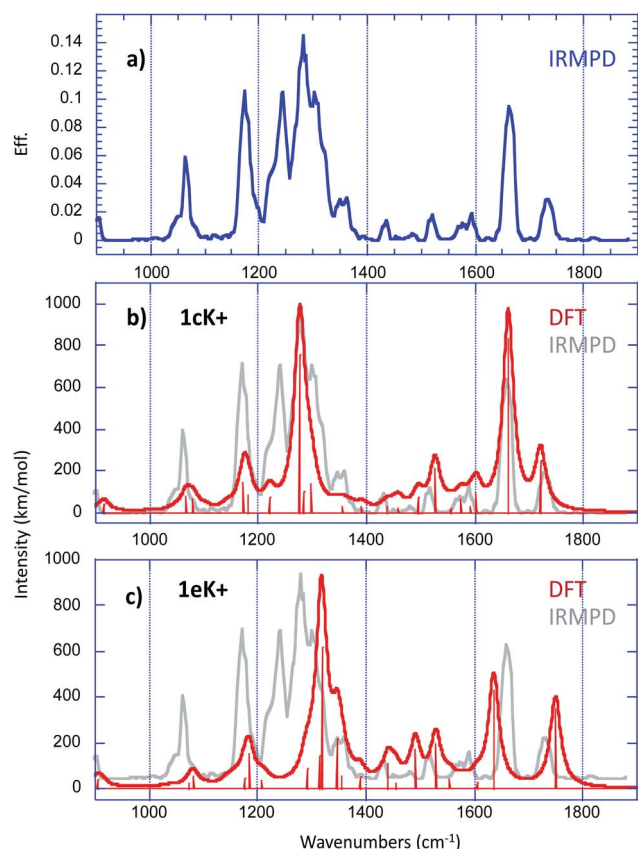 0.14
a)
IRMPD
0.12
0.1
0.08
0.06
0.04
0.02
0
Eff.
1000 1200 1400 1600 1800
1000
b)
1cK+
DFT
IRMPD
800
600
400
200
0
1000 1200 1400 1600 1800
Intensity (km/mol)
1000
c)
1eK+
DFT
IRMPD
800
600
400
200
0
1000 1200 1400 1600 1800
Wavenumbers (cm-1)